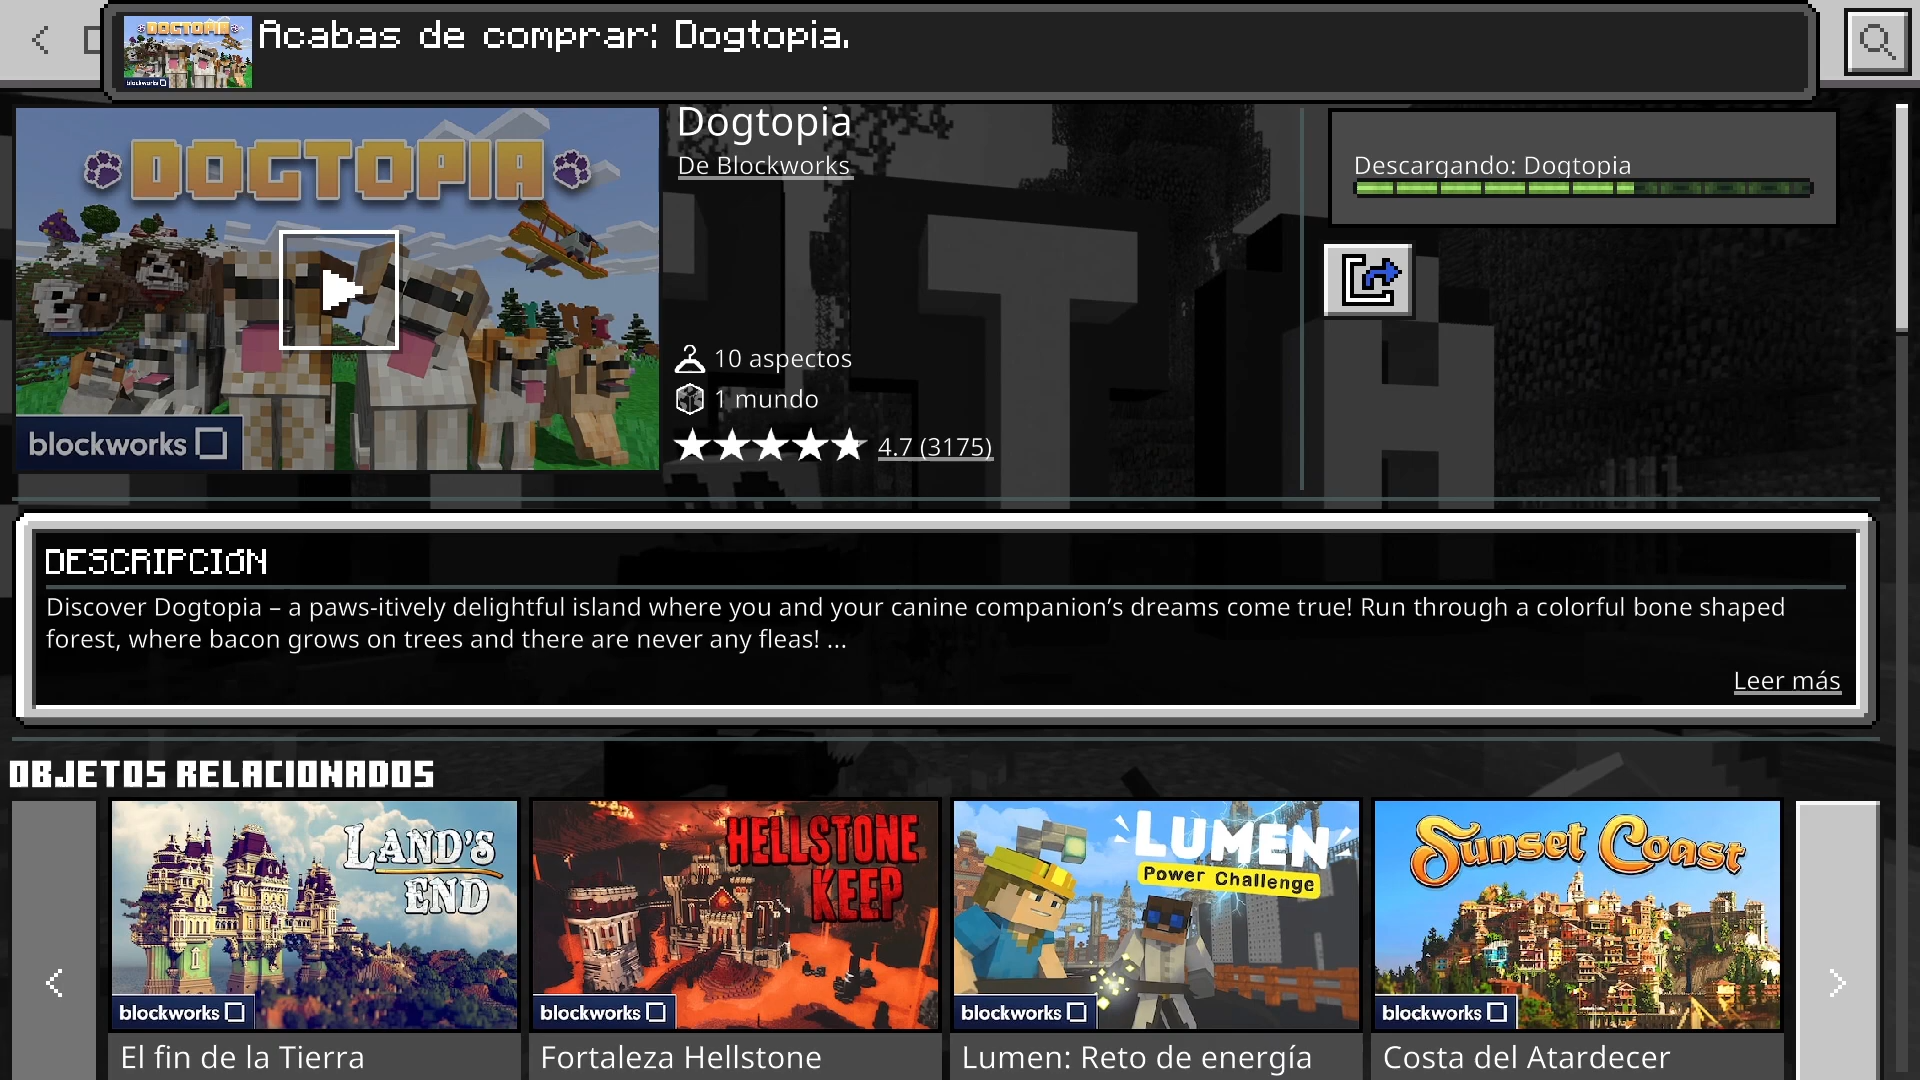 Acabas de comprar: Dogtopia.
DOGTOPIA
blockworks
DOGTOPIA
blockworks
Dogtopia
De Blockworks
10 aspectos
1 mundo
4.7 (3175)
Descargando: Dogtopia
DESCRIPCIóN
Discover Dogtopia – a paws-itively delightful island where you and your canine companion’s dreams come true! Run through a colorful bone shaped
forest, where bacon grows on trees and there are never any fleas! ...
Leer más
OBJETOS RELACIONADOS
LAND'S
END
blockworks
El fin de la Tierra
HELLSTONE
KEEP
blockworks
Fortaleza Hellstone
LUMEN
Power Challenge
blockworks
Lumen: Reto de energía
Sunset Coast
blockworks
Costa del Atardecer